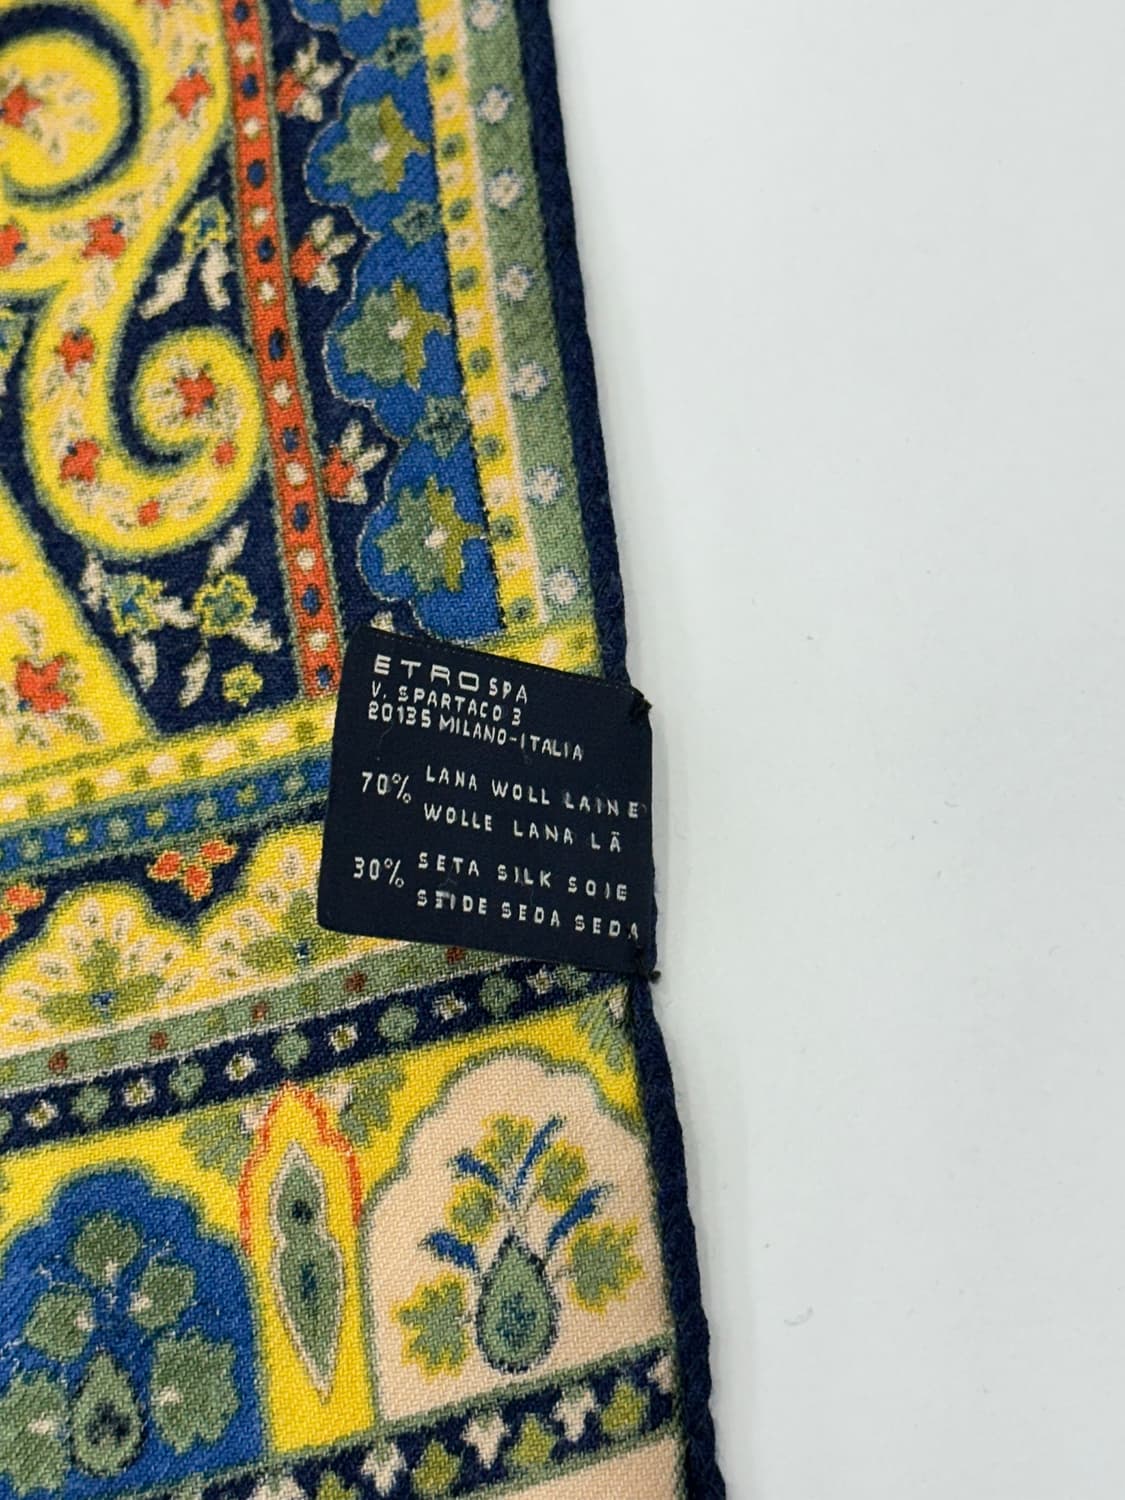 ETRO SPA
V. SPARTACO 3
20135 MILANO-ITALIA
70% LANA WOLL LAINE
WOLLE LANA LÃ
30% SETA SILK SOIE
SEIDE SEDA SEDA